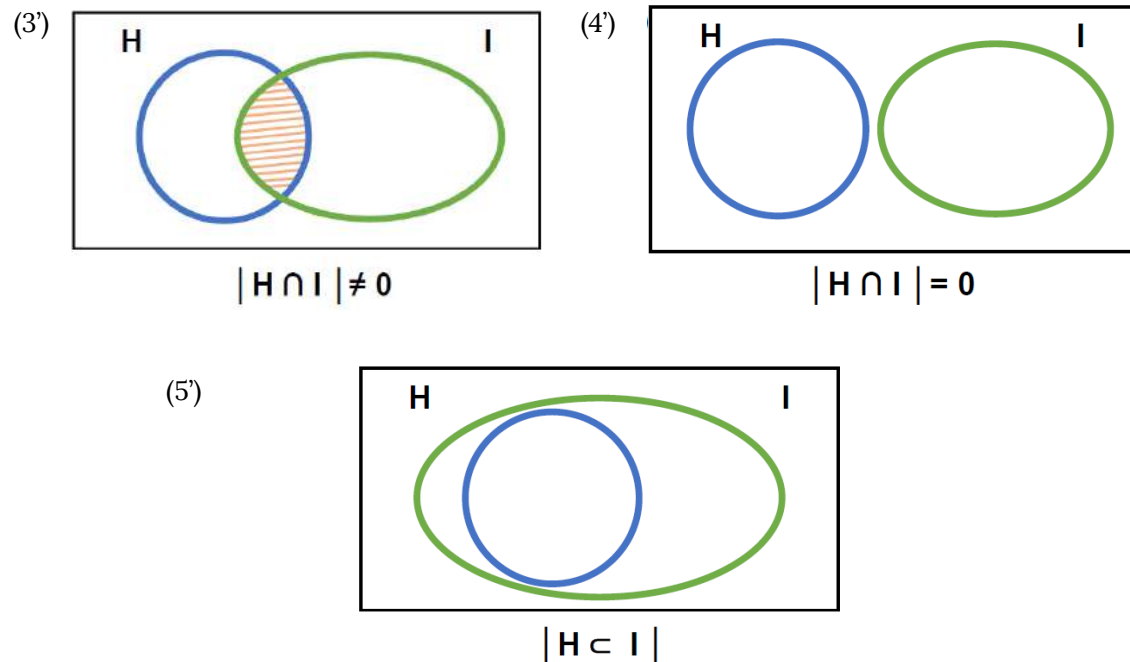 (3’)
H I
| H ∩ I | ≠ 0
(4’)
H I
| H ∩ I | = 0
(5’)
H I
| H ⊂ I |